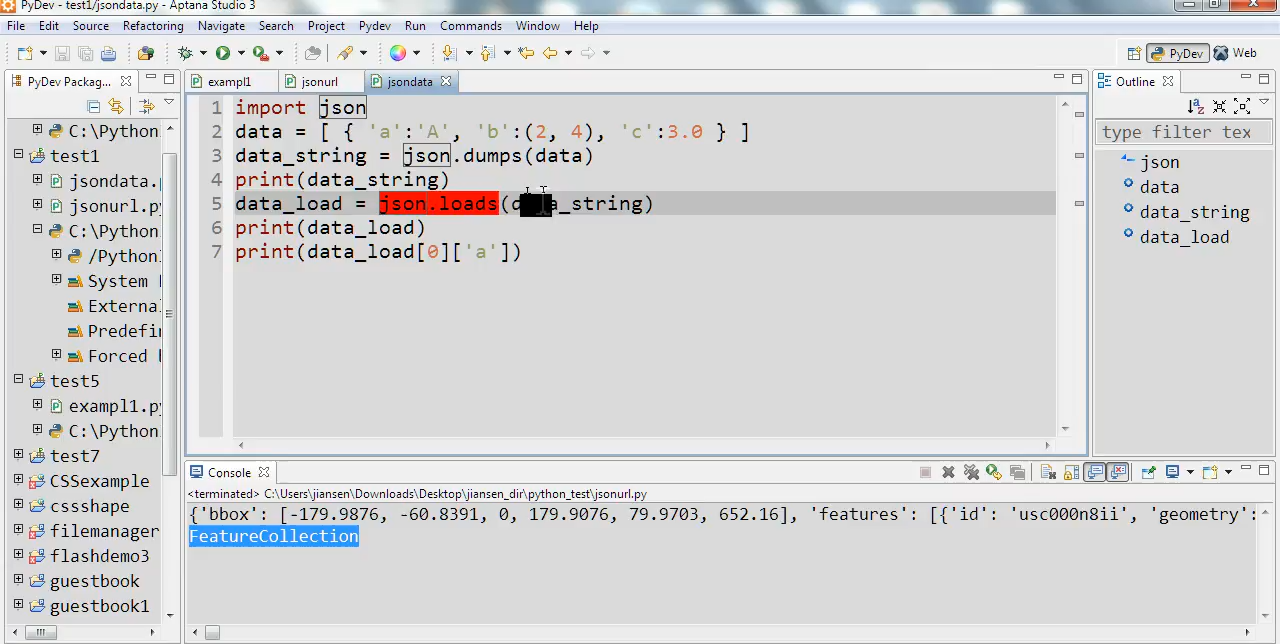 PyDev - test1/jsondata.py - Aptana Studio 3
File Edit Source Refactoring Navigate Search Project Pydev Run Commands Window Help
PyDev Web
PyDev Packag...
exampl1 jsonurl jsondata
Outline
C:\Python
test1
jsondata.
jsonurl.p
C:\Python
/Python
System
External
Predefin
Forced
test5
exampl1.py
C:\Python
test7
CSSexample
cssshape
filemanager
flashdemo3
guestbook
guestbook1
1 import json
2 data = [ { 'a':'A', 'b':(2, 4), 'c':3.0 } ]
3 data_string = json.dumps(data)
4 print(data_string)
5 data_load = json.loads(data_string)
6 print(data_load)
7 print(data_load[0]['a'])
type filter tex
json
data
data_string
data_load
Console
<terminated> C:\Users\jiansen\Downloads\Desktop\jiansen_dir\python_test\jsonurl.py
{'bbox': [-179.9876, -60.8391, 0, 179.9076, 79.9703, 652.16], 'features': [{'id': 'usc000n8ii', 'geometry':
FeatureCollection